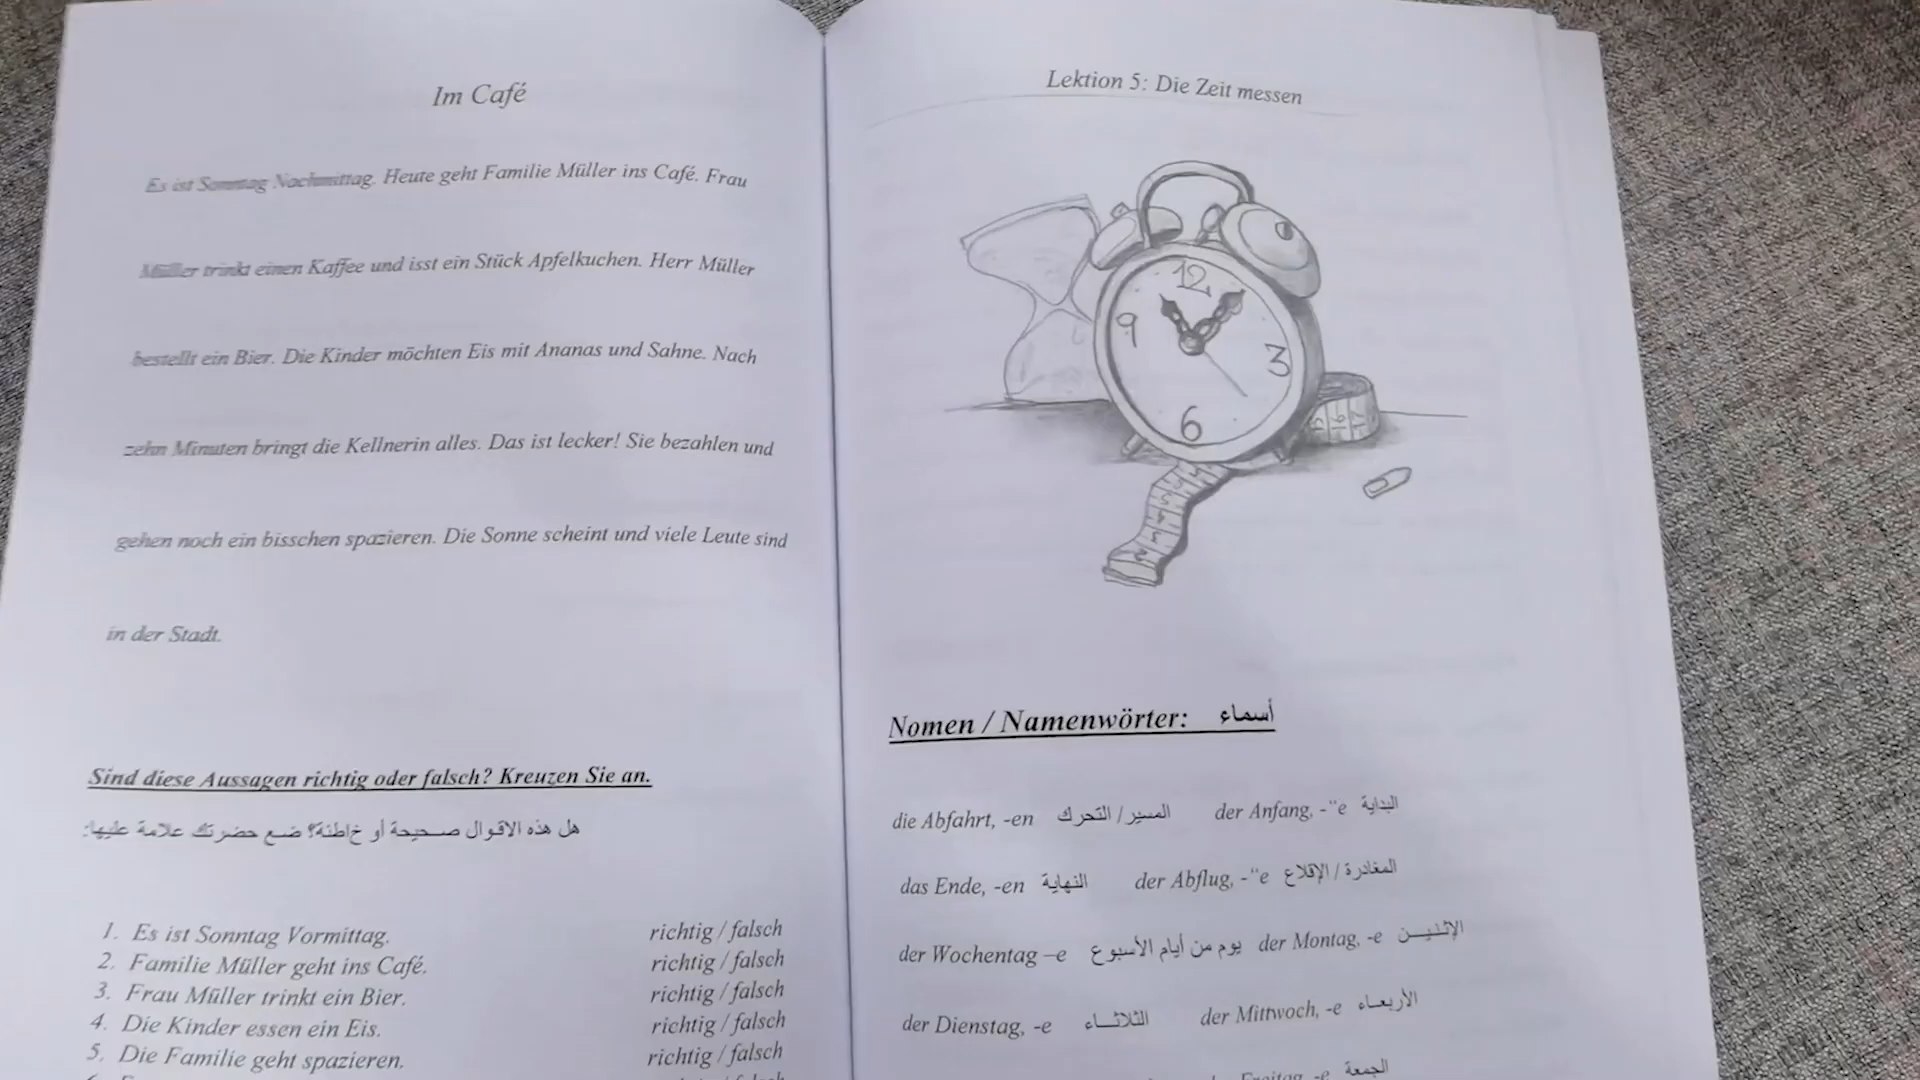 Im Café
Es ist Sonntag Nachmittag. Heute geht Familie Müller ins Café. Frau
Müller trinkt einen Kaffee und isst ein Stück Apfelkuchen. Herr Müller
bestellt ein Bier. Die Kinder möchten Eis mit Ananas und Sahne. Nach
zehn Minuten bringt die Kellnerin alles. Das ist lecker! Sie bezahlen und
gehen noch ein bisschen spazieren. Die Sonne scheint und viele Leute sind
in der Stadt.
Sind diese Aussagen richtig oder falsch? Kreuzen Sie an.
هل هذه الاقوال صحيحة أو خاطئة؟ ضع حضرتك علامة عليها:
1. Es ist Sonntag Vormittag. richtig / falsch
2. Familie Müller geht ins Café. richtig / falsch
3. Frau Müller trinkt ein Bier. richtig / falsch
4. Die Kinder essen ein Eis. richtig / falsch
5. Die Familie geht spazieren. richtig / falsch
Lektion 5: Die Zeit messen
12
9
3
6
15 16 17
Nomen / Namenwörter: أسماء
die Abfahrt, -en المسير/ التحرك der Anfang, -¨e البداية
das Ende, -en النهاية der Abflug, -¨e المغادرة / الإقلاع
der Wochentag –e يوم من أيام الأسبوع der Montag, -e الإثنين
der Dienstag, -e الثلاثاء der Mittwoch, -e الأربعاء
Freitag, -e الجمعة